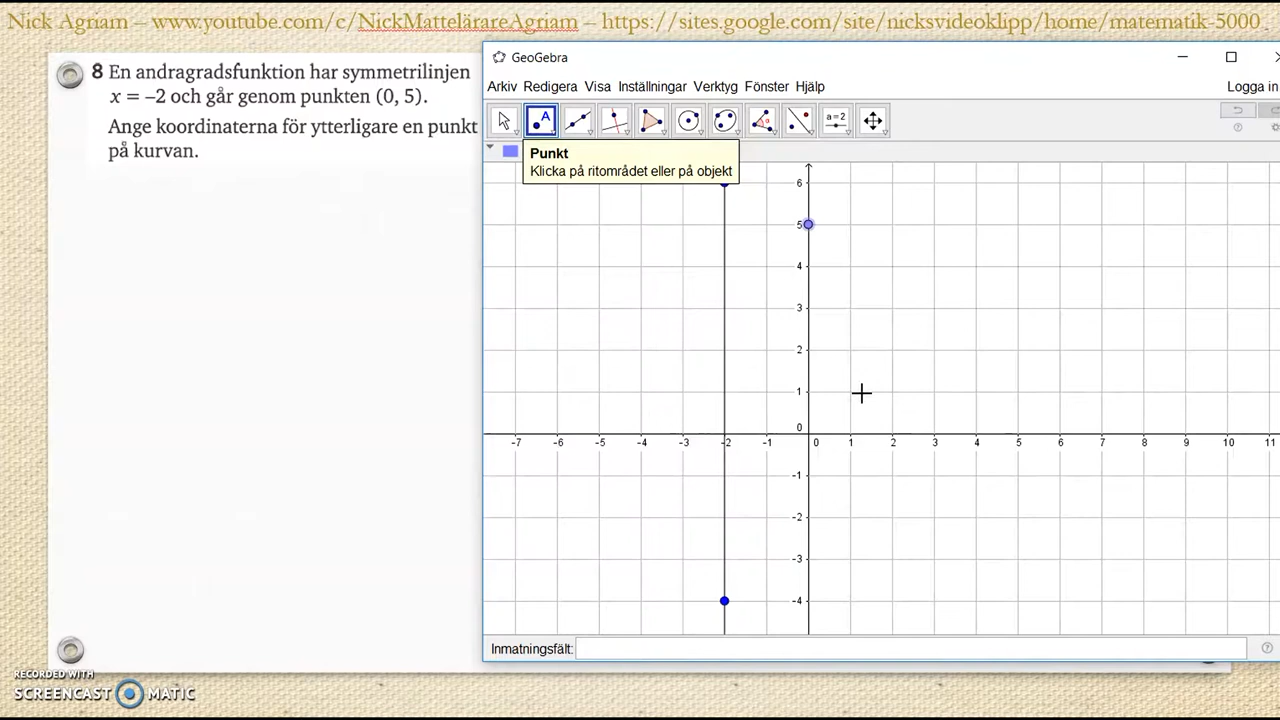 Nick Agriam – www.youtube.com/c/NickMattelärareAgriam – https://sites.google.com/site/nicksvideoklipp/home/matematik-5000
8 En andragradsfunktion har symmetrilinjen
x = –2 och går genom punkten (0, 5).
Ange koordinaterna för ytterligare en punkt
på kurvan.
GeoGebra
Arkiv Redigera Visa Inställningar Verktyg Fönster Hjälp
Logga in
A
a=2
Punkt
Klicka på ritområdet eller på objekt
6
5
4
3
2
1
0
-7 -6 -5 -4 -3 -2 -1 0 1 2 3 4 5 6 7 8 9 10 11
-1
-2
-3
-4
Inmatningsfält:
RECORDED WITH
SCREENCAST MATIC